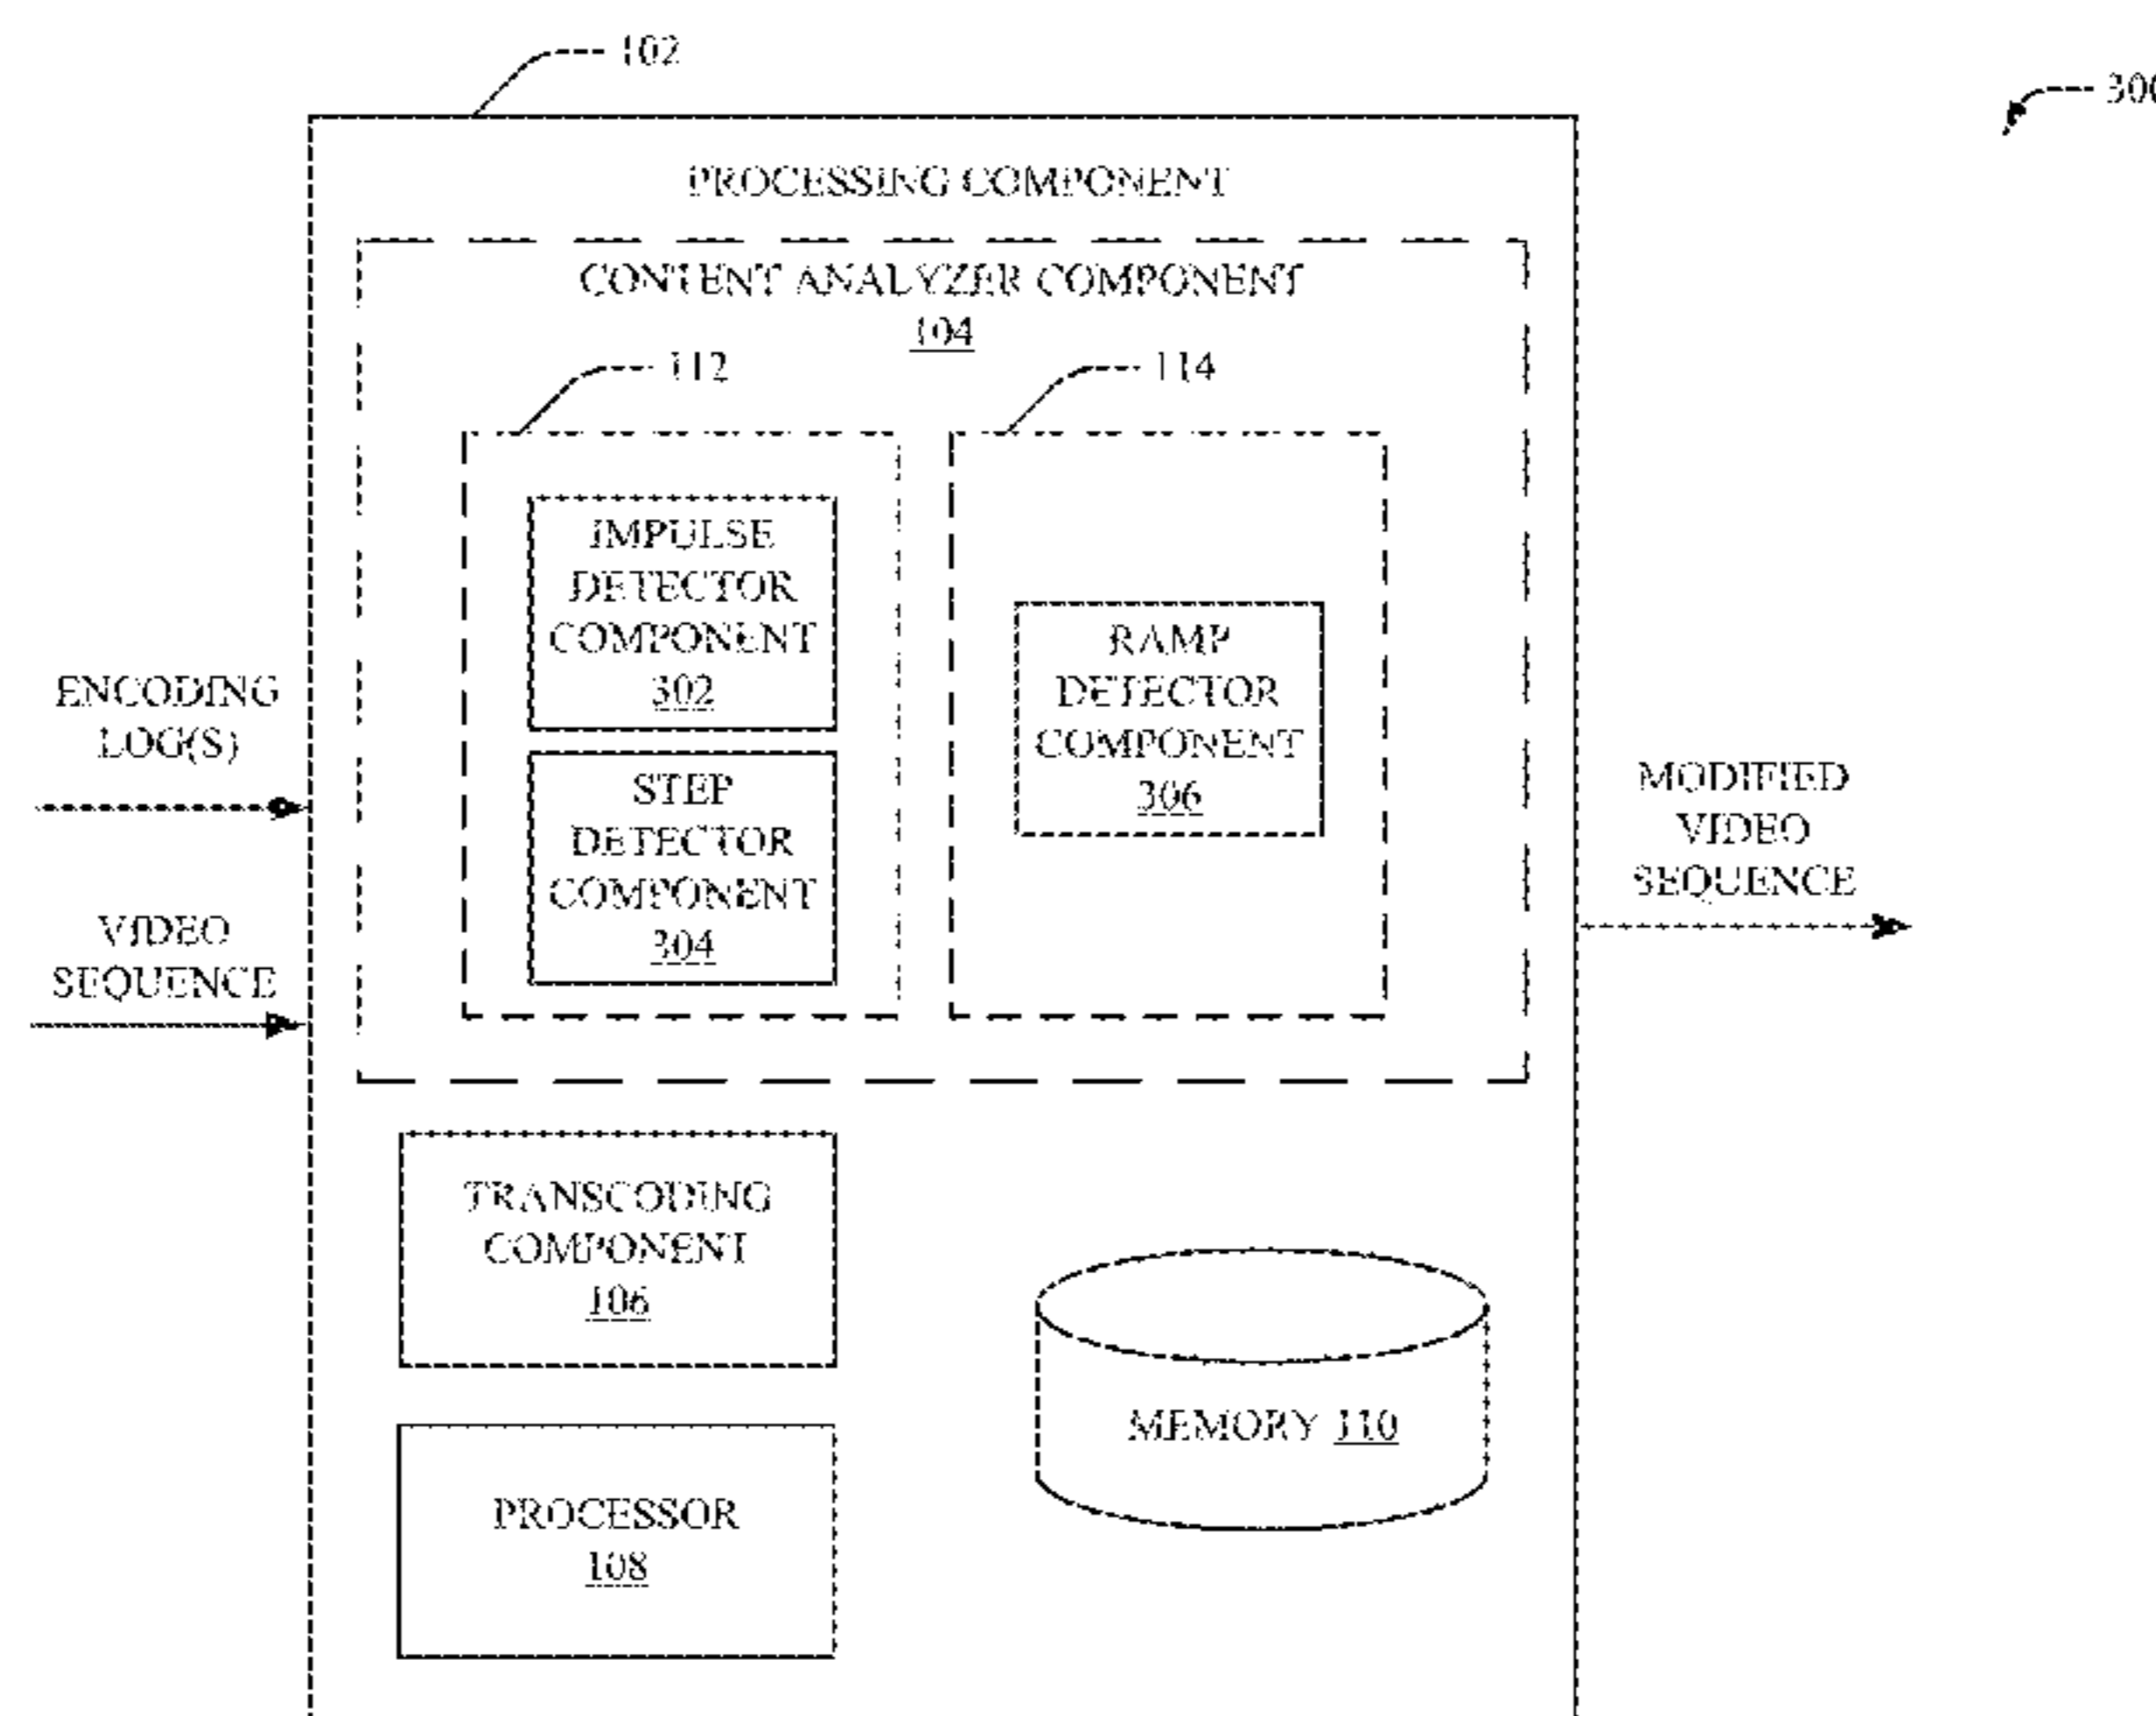 102
300
PROCESSING COMPONENT
CONTENT ANALYZER COMPONENT
104
112
114
IMPULSE
DETECTOR
COMPONENT
302
STEP
DETECTOR
COMPONENT
304
RAMP
DETECTOR
COMPONENT
306
ENCODING
LOG(S)
VIDEO
SEQUENCE
MODIFIED
VIDEO
SEQUENCE
TRANSCODING
COMPONENT
106
MEMORY 110
PROCESSOR
108